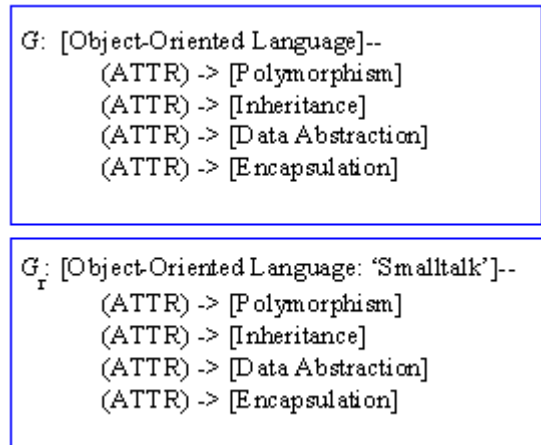 G: [Object-Oriented Language]--
(ATTR) -> [Polymorphism]
(ATTR) -> [Inheritance]
(ATTR) -> [Data Abstraction]
(ATTR) -> [Encapsulation]
Gr: [Object-Oriented Language: ‘Smalltalk’]--
(ATTR) -> [Polymorphism]
(ATTR) -> [Inheritance]
(ATTR) -> [Data Abstraction]
(ATTR) -> [Encapsulation]